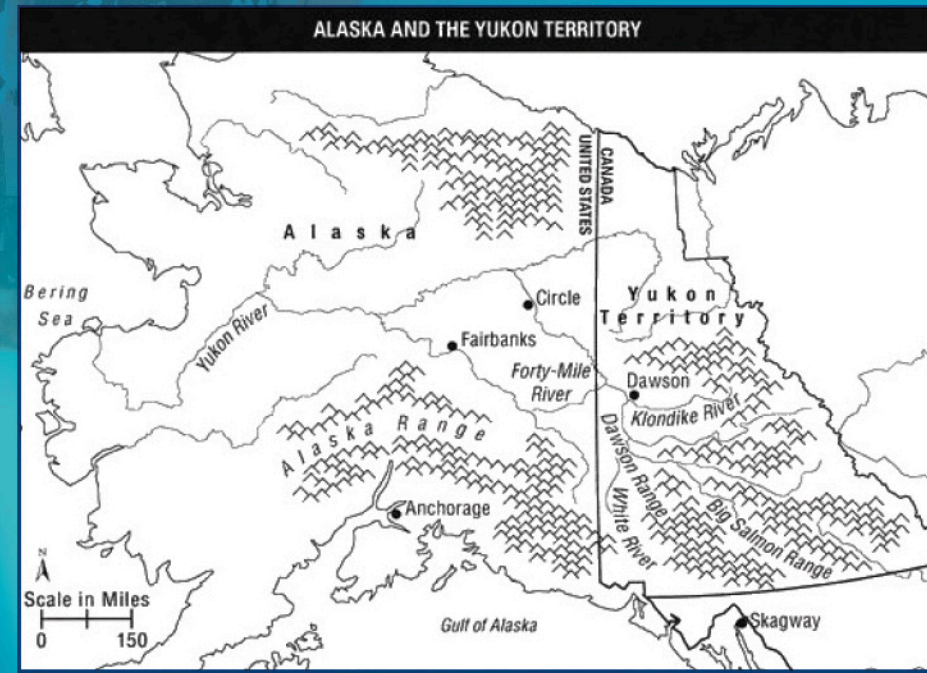 ALASKA AND THE YUKON TERRITORY
UNITED STATES
CANADA
Alaska
Bering
Sea
Yukon River
Circle
Yukon
Territory
Fairbanks
Forty-Mile
River
Dawson
Klondike River
Alaska Range
Dawson Range
White River
Big Salmon Range
Anchorage
N
Scale in Miles
0 150
Gulf of Alaska
Skagway